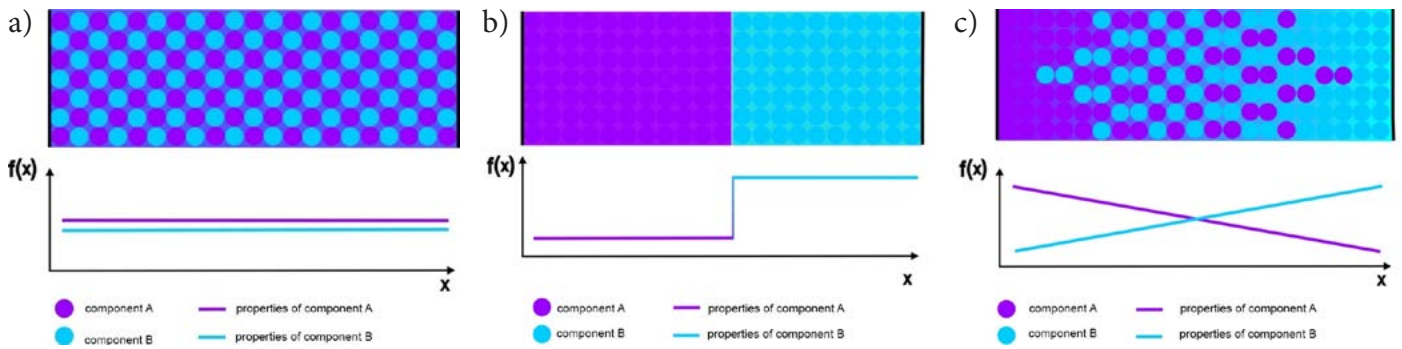 a)
f(x)
x
component A
properties of component A
component B
properties of component B
b)
f(x)
x
component A
properties of component A
component B
properties of component B
c)
f(x)
x
component A
properties of component A
component B
properties of component B